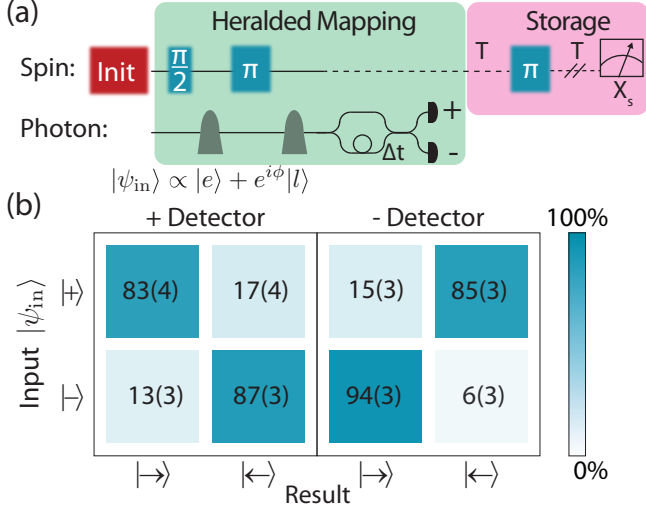 (a) Heralded Mapping Storage
Spin: Init π/2 π T π T
X_s
Photon: Δt + -
|ψ_in⟩ ∝ |e⟩ + e^{iϕ}|l⟩
(b) + Detector - Detector 100%
Input |ψ_in⟩
|+⟩ 83(4) 17(4) 15(3) 85(3)
|−⟩ 13(3) 87(3) 94(3) 6(3)
0%
|→⟩ |←⟩ |→⟩ |←⟩
Result